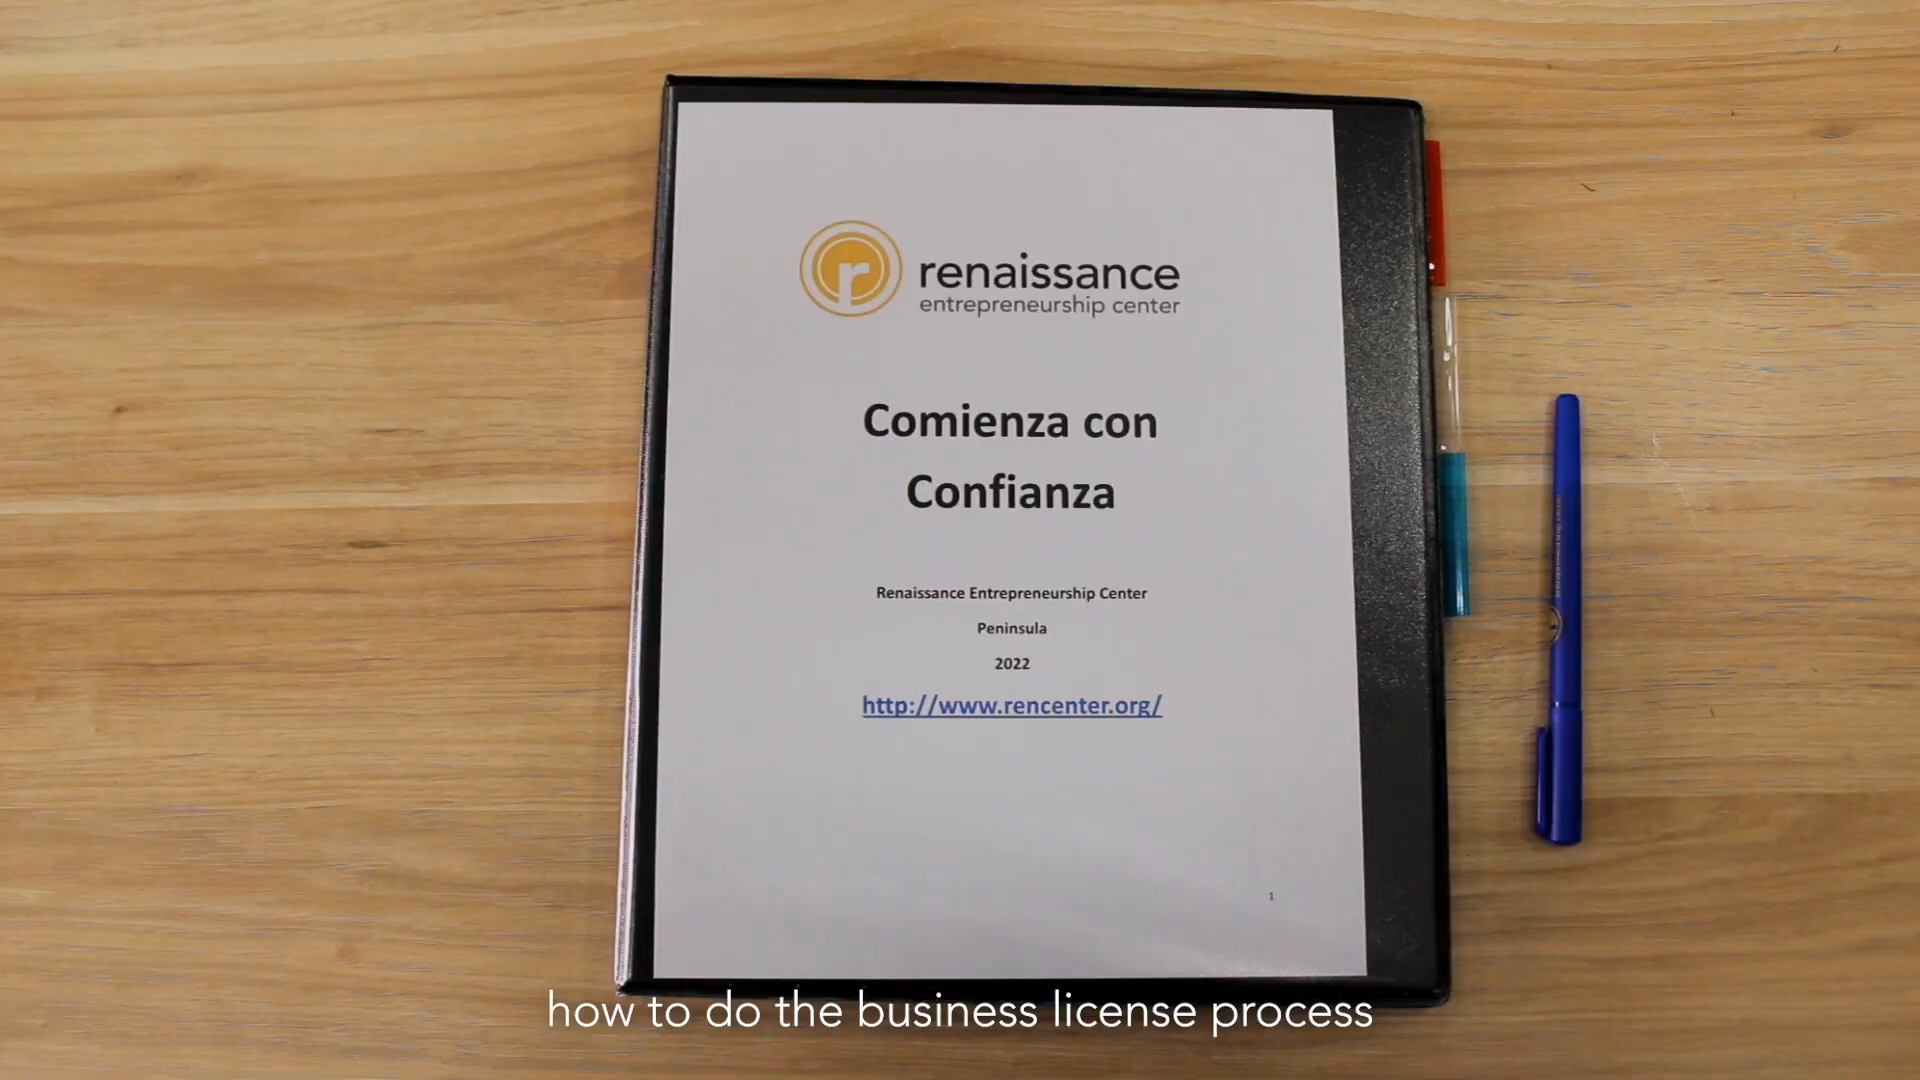 renaissance
entrepreneurship center
Comienza con
Confianza
Renaissance Entrepreneurship Center
Peninsula
2022
http://www.rencenter.org/
1
how to do the business license process